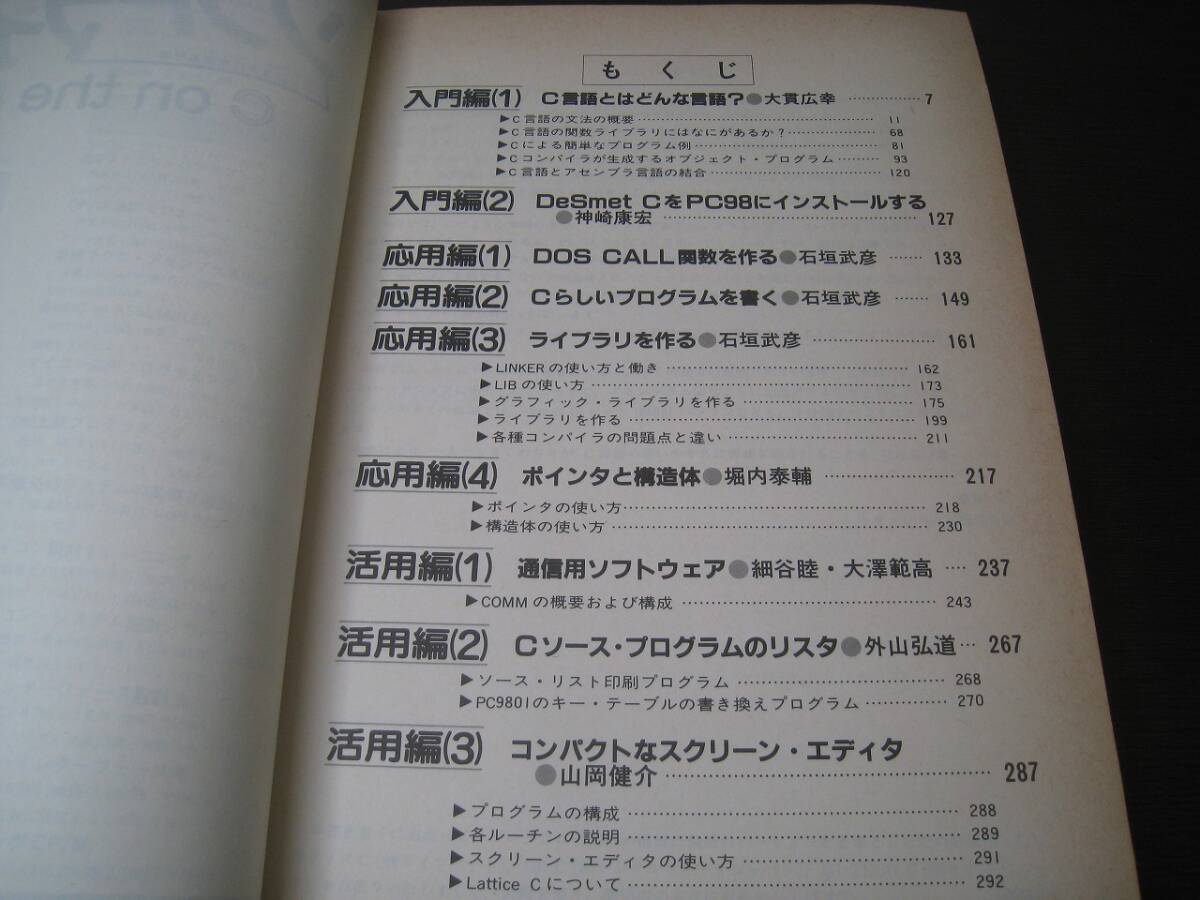 もくじ
入門編(1) C言語とはどんな言語?●大貫広幸 ……………… 7
▶C言語の文法の概要 ……………… 11
▶C言語の関数ライブラリにはなにがあるか? ……………… 68
▶Cによる簡単なプログラム例 ……………… 81
▶Cコンパイラが生成するオブジェクト・プログラム ……… 93
▶C言語とアセンブラ言語の結合 ……………… 120
入門編(2) DeSmet CをPC98にインストールする
●神崎康宏 ……………… 127
応用編(1) DOS CALL関数を作る●石垣武彦 …… 133
応用編(2) Cらしいプログラムを書く●石垣武彦 …… 149
応用編(3) ライブラリを作る●石垣武彦 ……………… 161
▶LINKERの使い方と働き ……………… 162
▶LIBの使い方 ……………… 173
▶グラフィック・ライブラリを作る ……………… 175
▶ライブラリを作る ……………… 199
▶各種コンパイラの問題点と違い ……………… 211
応用編(4) ポインタと構造体●堀内泰輔 ……………… 217
▶ポインタの使い方 ……………… 218
▶構造体の使い方 ……………… 230
活用編(1) 通信用ソフトウェア●細谷睦・大澤範高 …… 237
▶COMMの概要および構成 ……………… 243
活用編(2) Cソース・プログラムのリスタ●外山弘道 … 267
▶ソース・リスト印刷プログラム ……………… 268
▶PC9801のキー・テーブルの書き換えプログラム ………… 270
活用編(3) コンパクトなスクリーン・エディタ
●山岡健介 ……………… 287
▶プログラムの構成 ……………… 288
▶各ルーチンの説明 ……………… 289
▶スクリーン・エディタの使い方 ……………… 291
▶Lattice Cについて ……………… 292